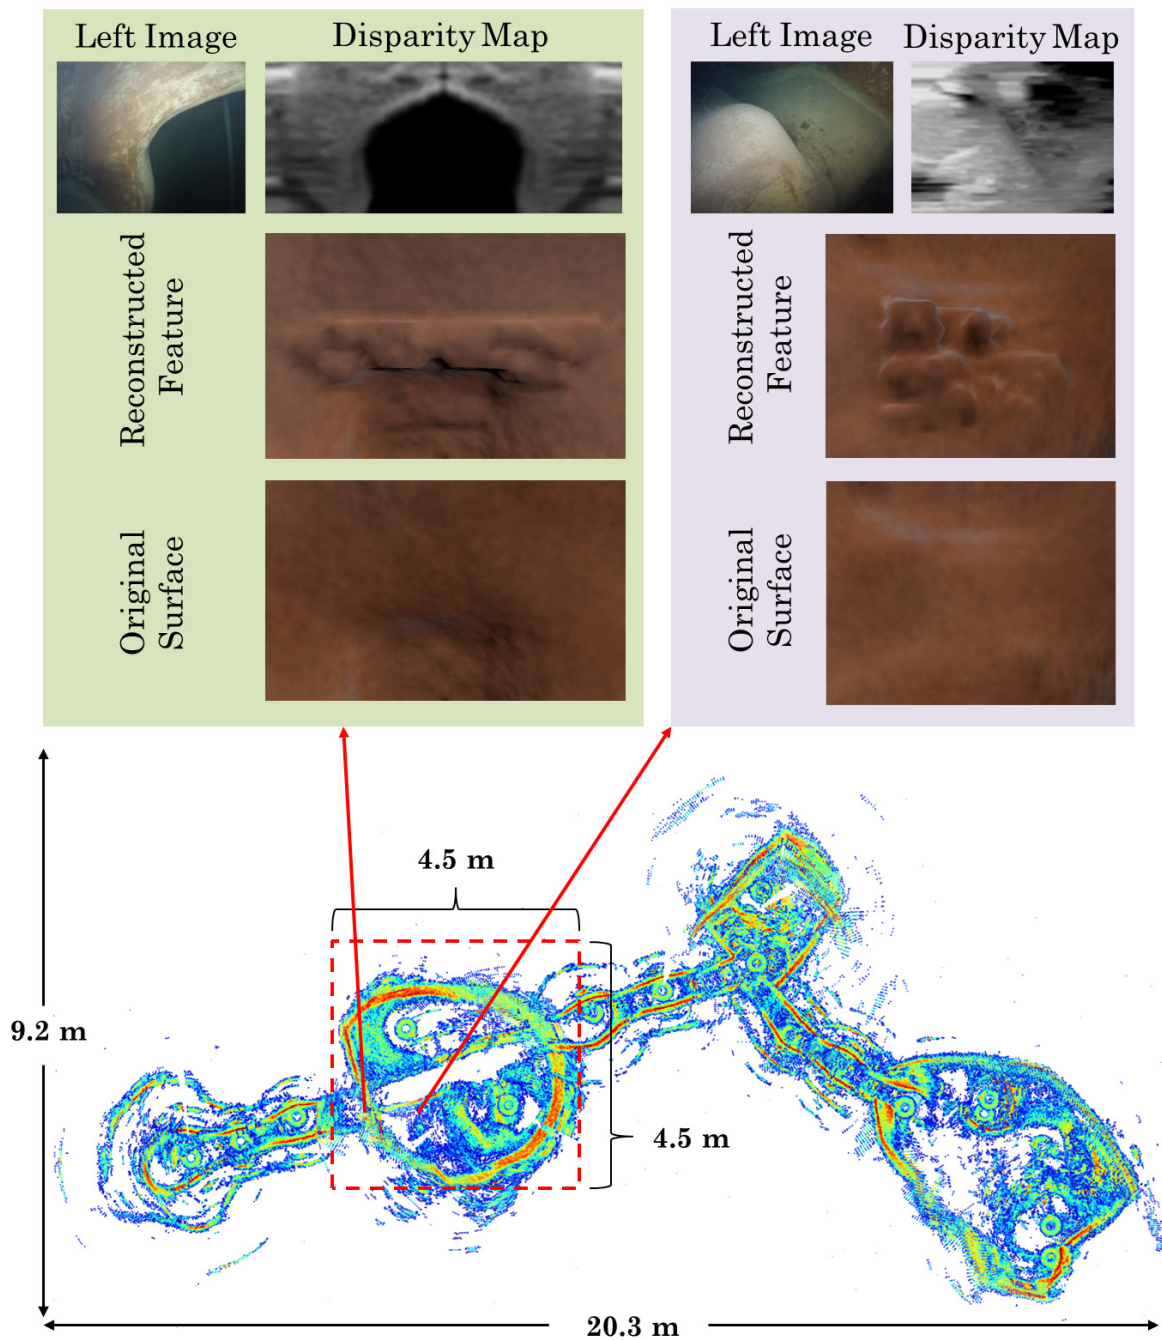 Left Image
Disparity Map
Reconstructed
Feature
Original
Surface
Left Image
Disparity Map
Reconstructed
Feature
Original
Surface
4.5 m
9.2 m
4.5 m
20.3 m